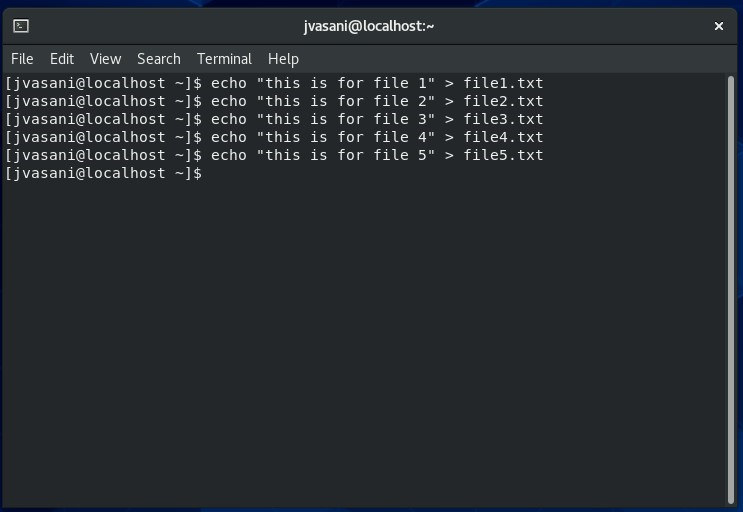 jvasani@localhost:~
File Edit View Search Terminal Help
[jvasani@localhost ~]$ echo "this is for file 1" > file1.txt
[jvasani@localhost ~]$ echo "this is for file 2" > file2.txt
[jvasani@localhost ~]$ echo "this is for file 3" > file3.txt
[jvasani@localhost ~]$ echo "this is for file 4" > file4.txt
[jvasani@localhost ~]$ echo "this is for file 5" > file5.txt
[jvasani@localhost ~]$